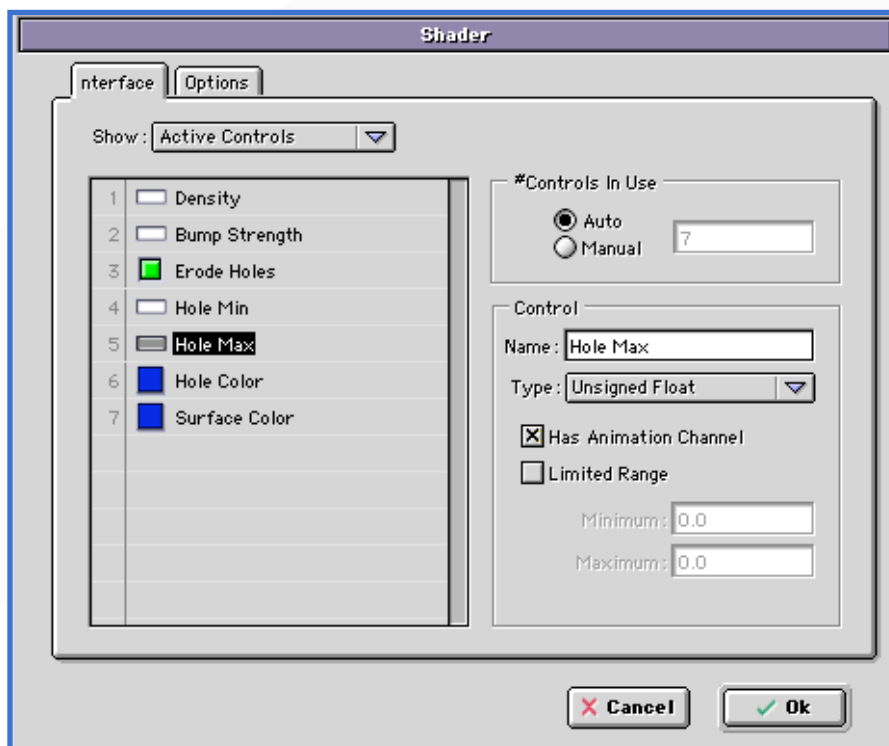 Shader
nterface
Options
Show: Active Controls
1 Density
2 Bump Strength
3 Erode Holes
4 Hole Min
5 Hole Max
6 Hole Color
7 Surface Color
#Controls In Use
Auto
Manual
7
Control
Name: Hole Max
Type: Unsigned Float
Has Animation Channel
Limited Range
Minimum: 0.0
Maximum: 0.0
Cancel
Ok